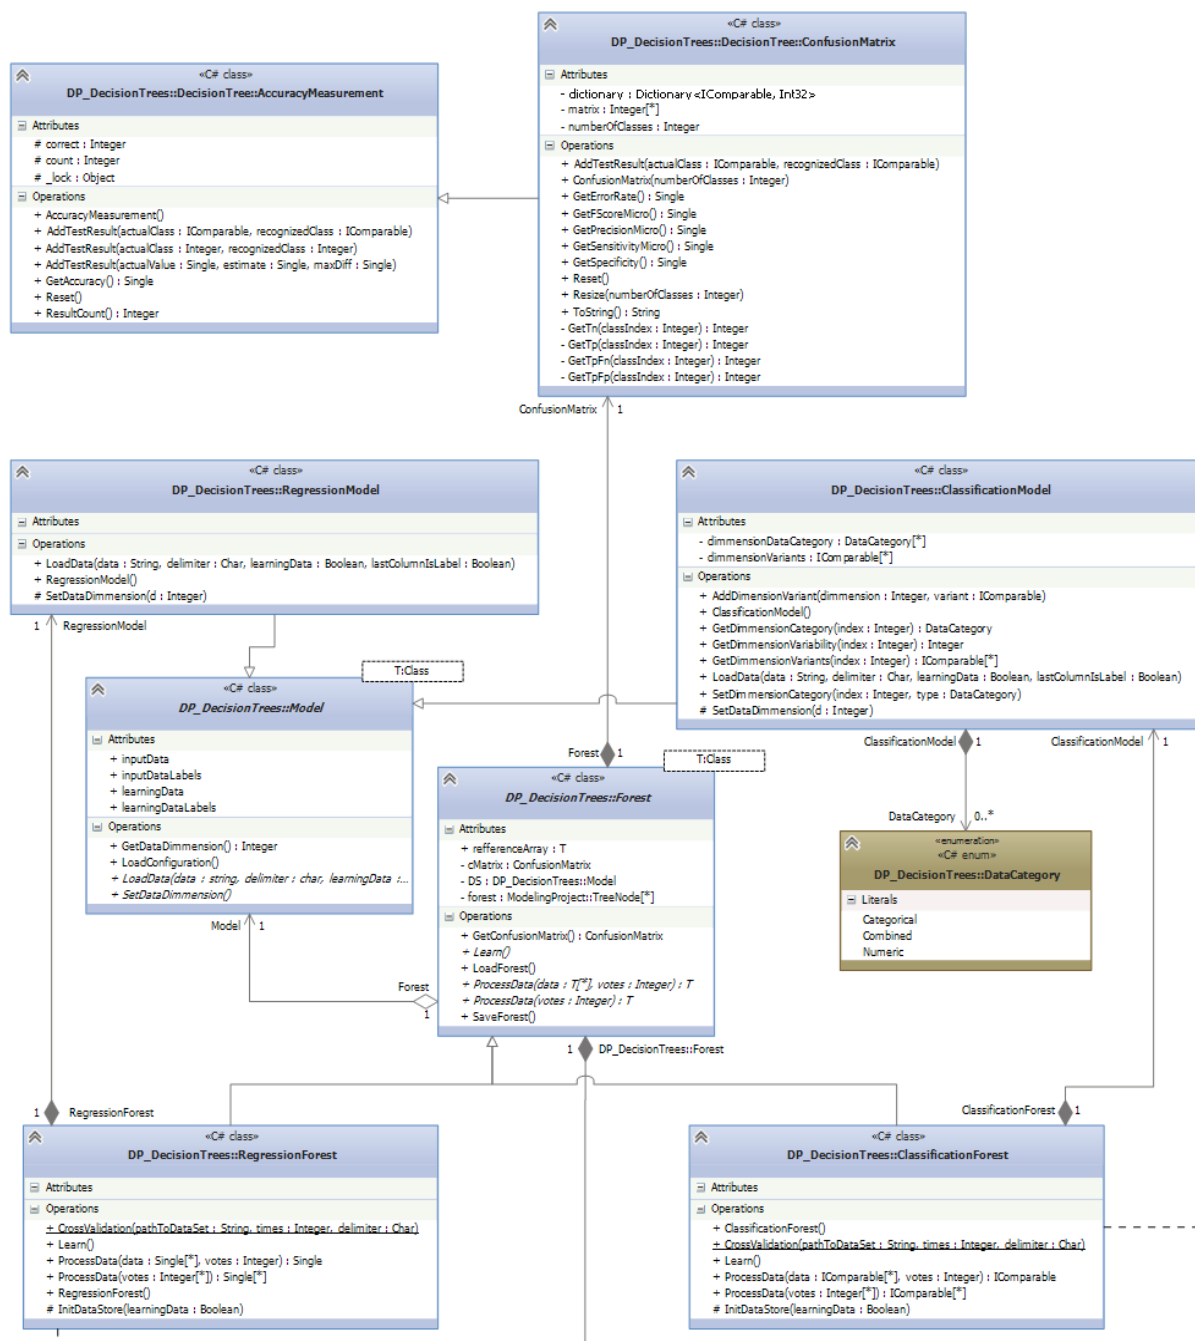 «C# class»
DP_DecisionTrees::DecisionTree::ConfusionMatrix
Attributes
- dictionary : Dictionary<IComparable, Int32>
- matrix : Integer[*]
- numberOfClasses : Integer
Operations
+ AddTestResult(actualClass : IComparable, recognizedClass : IComparable)
+ ConfusionMatrix(numberOfClasses : Integer)
+ GetErrorRate() : Single
+ GetFScoreMicro() : Single
+ GetPrecisionMicro() : Single
+ GetSensitivityMicro() : Single
+ GetSpecificity() : Single
+ Reset()
+ Resize(numberOfClasses : Integer)
+ ToString() : String
- GetTn(classIndex : Integer) : Integer
- GetTp(classIndex : Integer) : Integer
- GetTpFn(classIndex : Integer) : Integer
- GetTpFp(classIndex : Integer) : Integer
«C# class»
DP_DecisionTrees::DecisionTree::AccuracyMeasurement
Attributes
# correct : Integer
# count : Integer
# _lock : Object
Operations
+ AccuracyMeasurement()
+ AddTestResult(actualClass : IComparable, recognizedClass : IComparable)
+ AddTestResult(actualClass : Integer, recognizedClass : Integer)
+ AddTestResult(actualValue : Single, estimate : Single, maxDiff : Single)
+ GetAccuracy() : Single
+ Reset()
+ ResultCount() : Integer
ConfusionMatrix 1
«C# class»
DP_DecisionTrees::RegressionModel
Attributes
Operations
+ LoadData(data : String, delimiter : Char, learningData : Boolean, lastColumnIsLabel : Boolean)
+ RegressionModel()
# SetDataDimmension(d : Integer)
1 RegressionModel
«C# class»
DP_DecisionTrees::ClassificationModel
Attributes
- dimmensionDataCategory : DataCategory[*]
- dimmensionVariants : IComparable[*]
Operations
+ AddDimensionVariant(dimmension : Integer, variant : IComparable)
+ ClassficationModel()
+ GetDimmensionCategory(index : Integer) : DataCategory
+ GetDimmensionVariability(index : Integer) : Integer
+ GetDimmensionVariants(index : Integer) : IComparable[*]
+ LoadData(data : String, delimiter : Char, learningData : Boolean, lastColumnIsLabel : Boolean)
+ SetDimmensionCategory(index : Integer, type : DataCategory)
# SetDataDimmension(d : Integer)
ClassificationModel 1
ClassificationModel 1
T:Class
«C# class»
DP_DecisionTrees::Model
Attributes
+ inputData
+ inputDataLabels
+ learningData
+ learningDataLabels
Operations
+ GetDataDimmension() : Integer
+ LoadConfiguration()
+ LoadData(data : string, delimiter : char, learningData :...
+ SetDataDimmension()
Model 1
Forest 1
T:Class
«C# class»
DP_DecisionTrees::Forest
Attributes
+ refferenceArray : T
- cMatrix : ConfusionMatrix
- DS : DP_DecisionTrees::Model
- forest : ModelingProject::TreeNode[*]
Operations
+ GetConfusionMatrix() : ConfusionMatrix
+ Learn()
+ LoadForest()
+ ProcessData(data : T[*], votes : Integer) : T
+ ProcessData(votes : Integer) : T
+ SaveForest()
Forest
1
1 DP_DecisionTrees::Forest
DataCategory 0..*
«enumeration»
«C# enum»
DP_DecisionTrees::DataCategory
Literals
Categorical
Combined
Numeric
1 RegressionForest
«C# class»
DP_DecisionTrees::RegressionForest
Attributes
Operations
+ CrossValidation(pathToDataSet : String, times : Integer, delimiter : Char)
+ Learn()
+ ProcessData(data : Single[*], votes : Integer) : Single
+ ProcessData(votes : Integer[*]) : Single[*]
+ RegressionForest()
# InitDataStore(learningData : Boolean)
ClassificationForest 1
«C# class»
DP_DecisionTrees::ClassificationForest
Attributes
Operations
+ ClassificationForest()
+ CrossValidation(pathToDataSet : String, times : Integer, delimiter : Char)
+ Learn()
+ ProcessData(data : IComparable[*], votes : Integer) : IComparable
+ ProcessData(votes : Integer[*]) : IComparable[*]
# InitDataStore(learningData : Boolean)